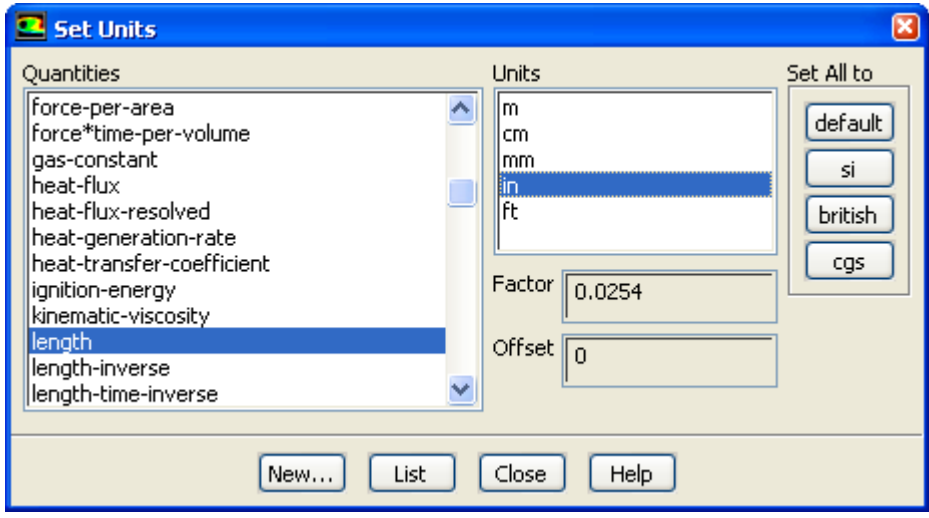 Set Units
Quantities
force-per-area
force*time-per-volume
gas-constant
heat-flux
heat-flux-resolved
heat-generation-rate
heat-transfer-coefficient
ignition-energy
kinematic-viscosity
length
length-inverse
length-time-inverse
Units
m
cm
mm
in
ft
Factor 0.0254
Offset 0
Set All to
default
si
british
cgs
New... List Close Help